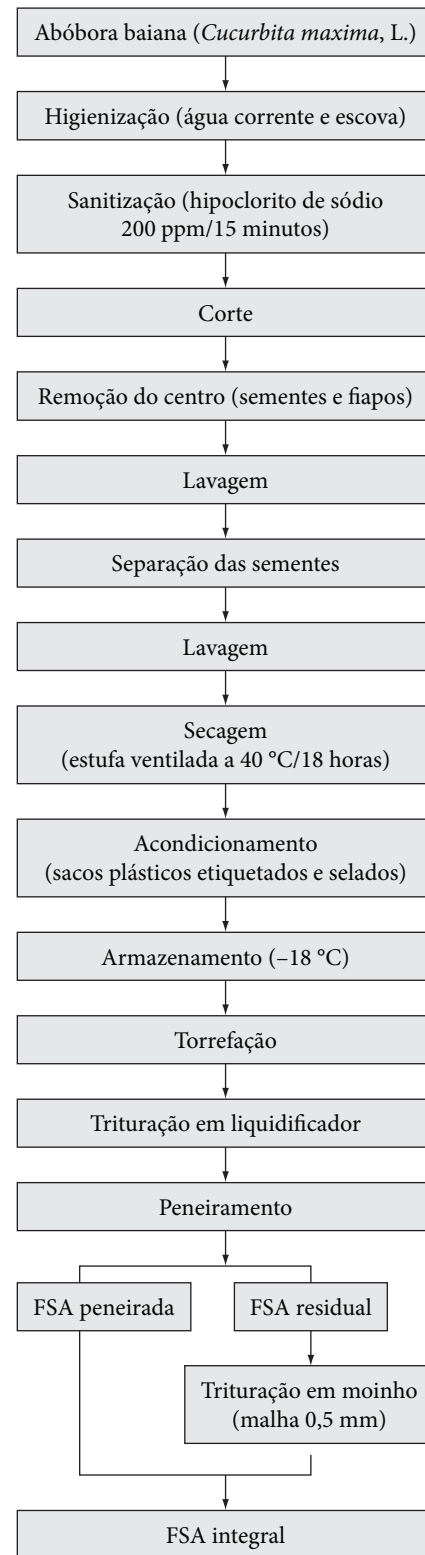 Abóbora baiana (Cucurbita maxima, L.)
Higienização (água corrente e escova)
Sanitização (hipoclorito de sódio
200 ppm/15 minutos)
Corte
Remoção do centro (sementes e fiapos)
Lavagem
Separação das sementes
Lavagem
Secagem
(estufa ventilada a 40 °C/18 horas)
Acondicionamento
(sacos plásticos etiquetados e selados)
Armazenamento (–18 °C)
Torrefação
Trituração em liquidificador
Peneiramento
FSA peneirada
FSA residual
Trituração em moinho
(malha 0,5 mm)
FSA integral